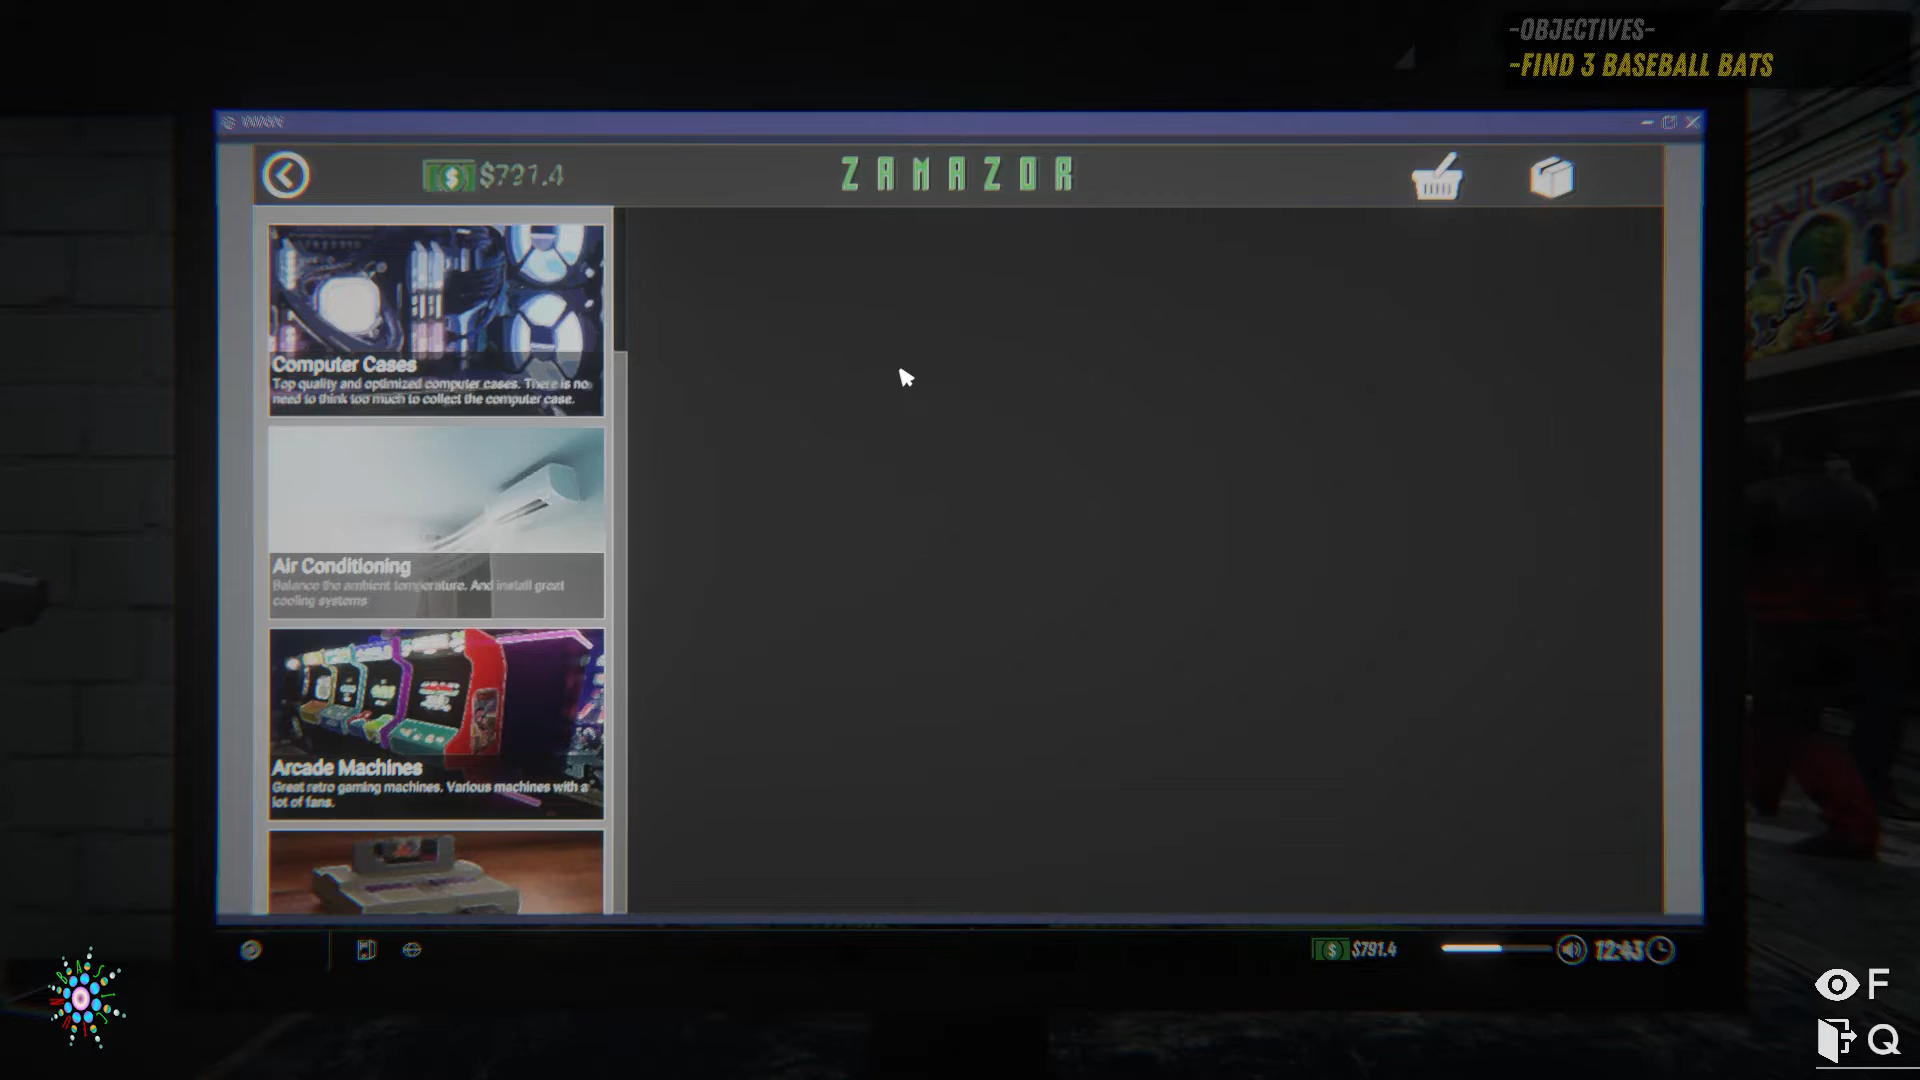 -OBJECTIVES-
-FIND 3 BASEBALL BATS
ZAMAZOR
Computer Cases
Top quality and optimized computer cases. There is no
need to think too much to collect the computer case.
Air Conditioning
Balance the ambient temperature. And install great
cooling systems
Arcade Machines
Great retro gaming machines. Various machines with a
lot of fans.
$791.4
12:43
F
Q